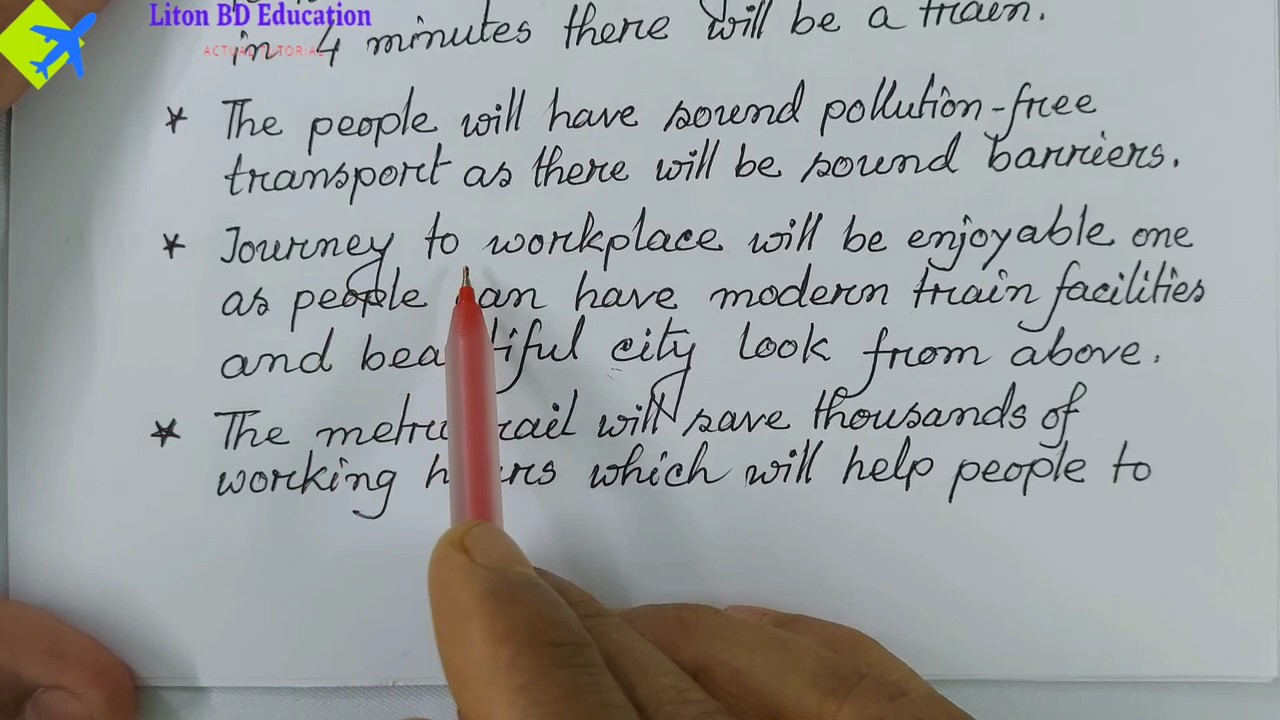 Liton BD Education
ACTUAL TUTORIAL
in 4 minutes there will be a train.
* The people will have sound pollution-free
transport as there will be sound barriers.
* Journey to workplace will be enjoyable one
as people can have modern train facilities
and beautiful city look from above.
* The metro rail will save thousands of
working hours which will help people to